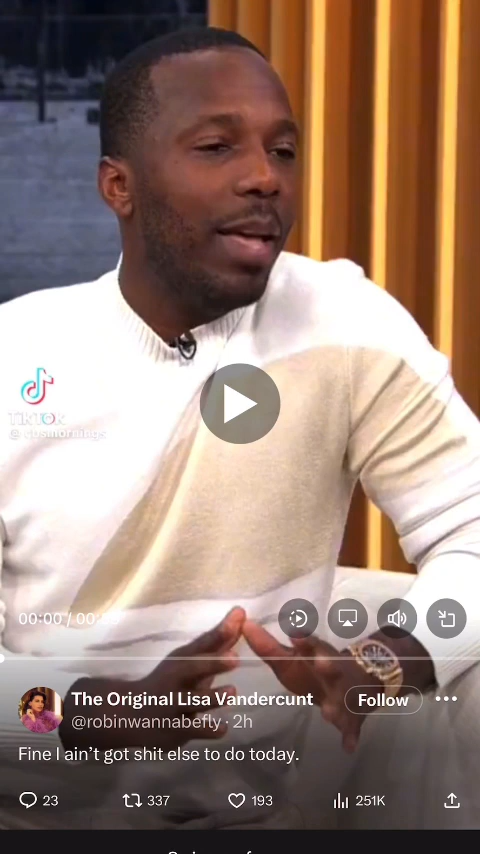 TikTok
@cbsmornings
00:00 /
The Original Lisa Vandercunt
Follow
@robinwannabefly · 2h
Fine I ain’t got shit else to do today.
23
337
193
251K